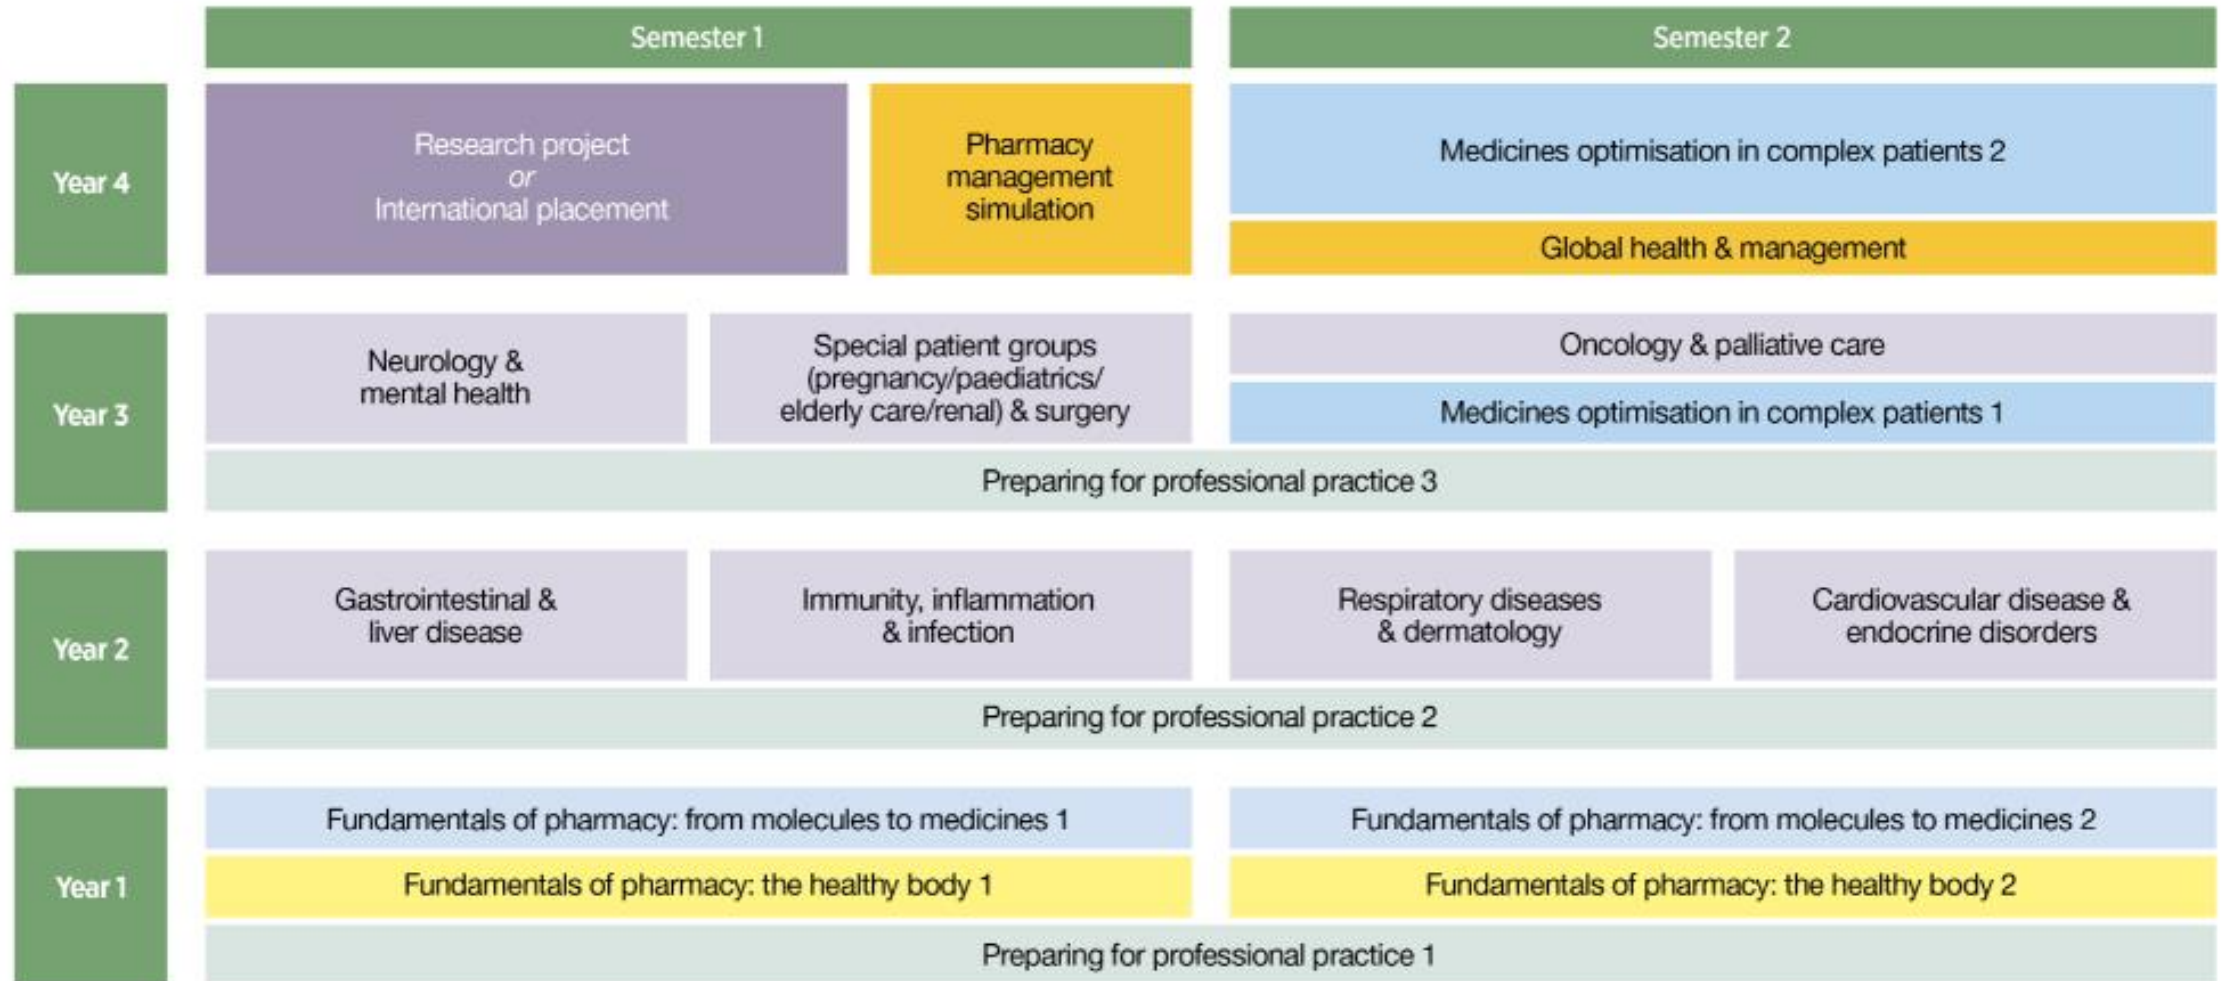 Semester 1
Semester 2
Year 4
Research project
or
International placement
Pharmacy
management
simulation
Medicines optimisation in complex patients 2
Global health & management
Year 3
Neurology &
mental health
Special patient groups
(pregnancy/paediatrics/
elderly care/renal) & surgery
Oncology & palliative care
Medicines optimisation in complex patients 1
Preparing for professional practice 3
Year 2
Gastrointestinal &
liver disease
Immunity, inflammation
& infection
Respiratory diseases
& dermatology
Cardiovascular disease &
endocrine disorders
Preparing for professional practice 2
Year 1
Fundamentals of pharmacy: from molecules to medicines 1
Fundamentals of pharmacy: from molecules to medicines 2
Fundamentals of pharmacy: the healthy body 1
Fundamentals of pharmacy: the healthy body 2
Preparing for professional practice 1